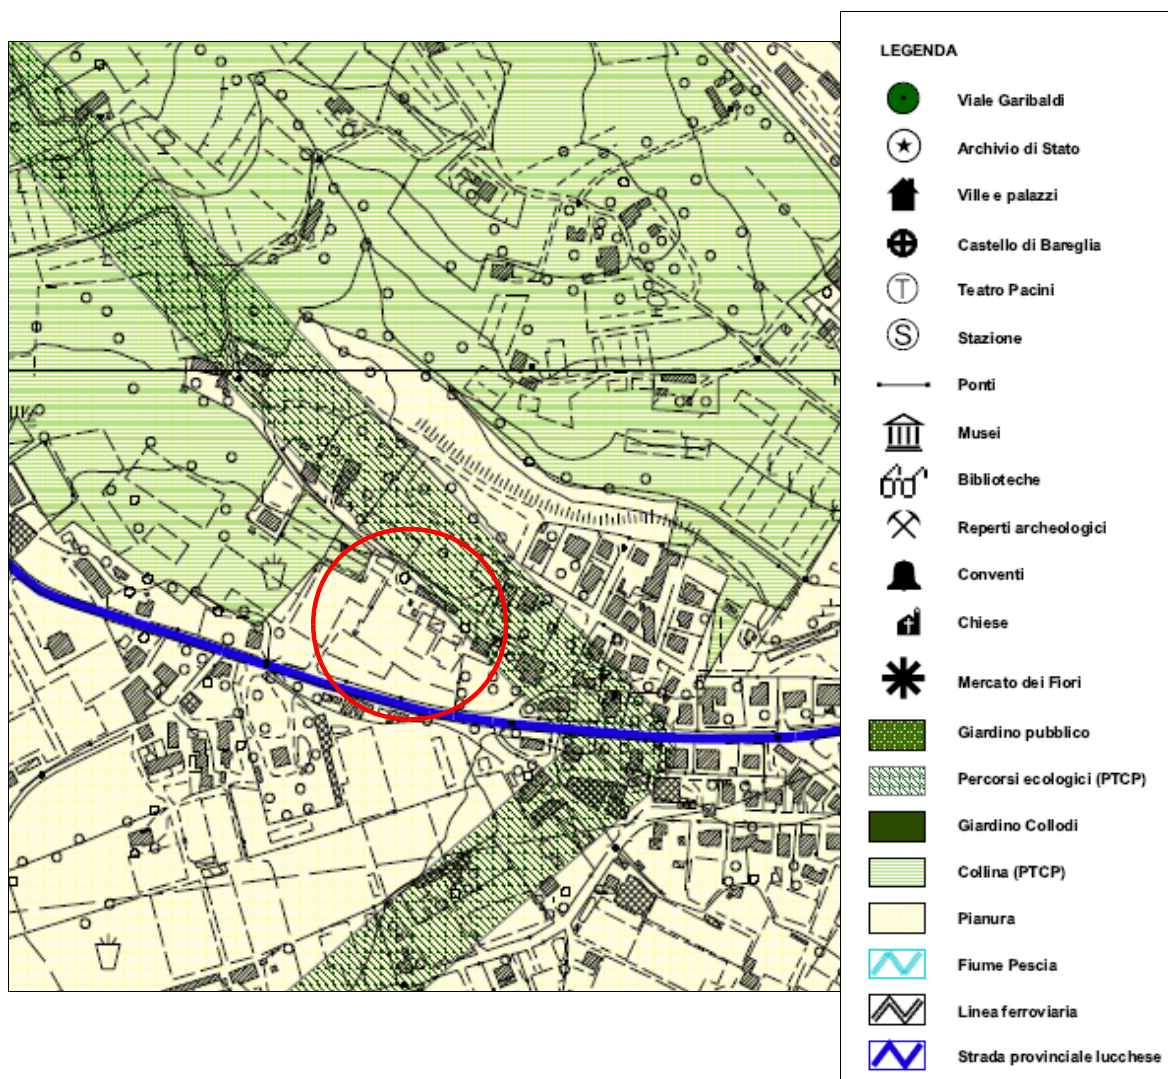 LEGENDA
Viale Garibaldi
Archivio di Stato
Ville e palazzi
Castello di Bareglia
T
Teatro Pacini
S
Stazione
Ponti
Musei
Biblioteche
Reperti archeologici
Conventi
Chiese
Mercato dei Fiori
Giardino pubblico
Percorsi ecologici (PTCP)
Giardino Collodi
Collina (PTCP)
Pianura
Fiume Pescia
Linea ferroviaria
Strada provinciale lucchese